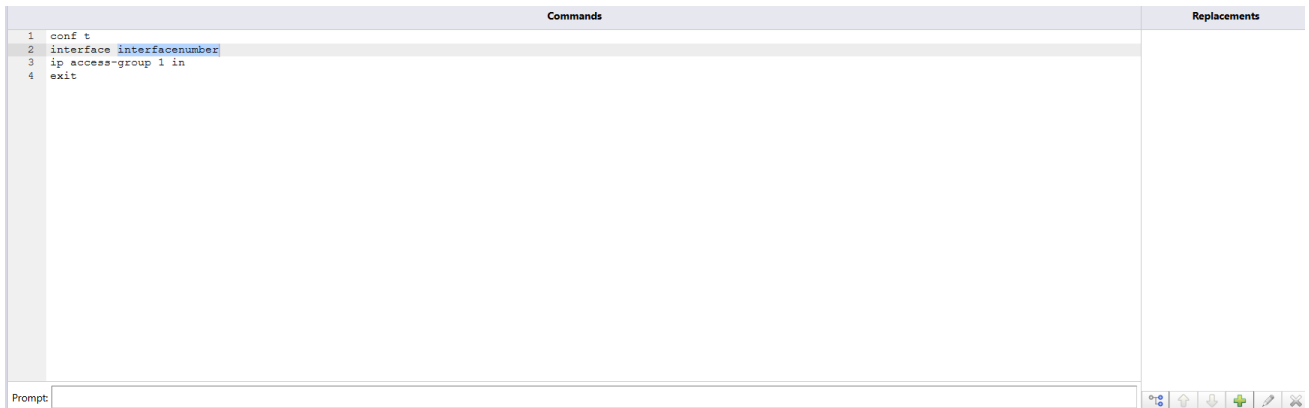 Commands
Replacements
1 conf t
2 interface interfacenumber
3 ip access-group 1 in
4 exit
Prompt: